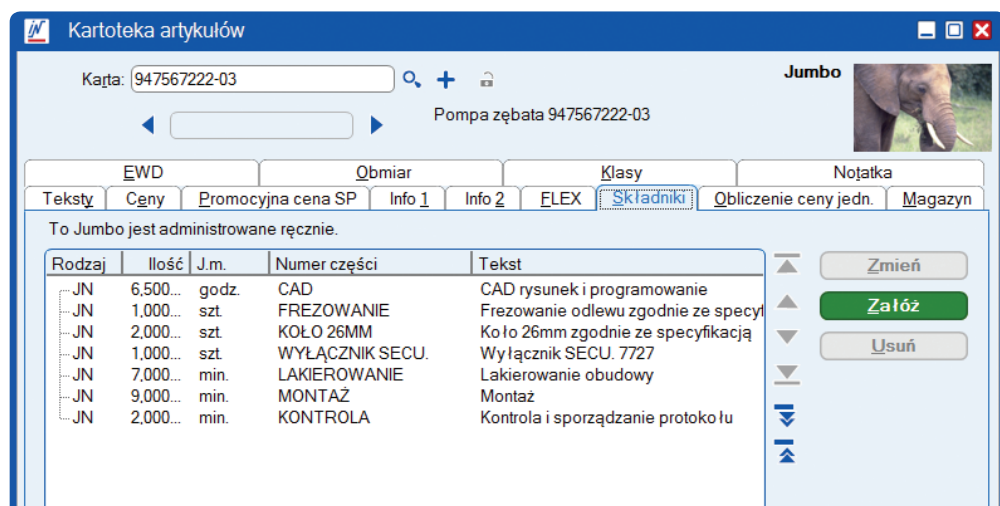 Kartoteka artykułów
Karta: 947567222-03
Jumbo
Pompa zębata 947567222-03
EWD Obmiar Klasy Notatka
Teksty Ceny Promocyjna cena SP Info 1 Info 2 FLEX Składniki Obliczenie ceny jedn. Magazyn
To Jumbo jest administrowane ręcznie.
Rodzaj Ilość J.m. Numer części Tekst
JN 6,500... godz. CAD CAD rysunek i programowanie
JN 1,000... szt. FREZOWANIE Frezowanie odlewu zgodnie ze specyf
JN 2,000... szt. KOŁO 26MM Koło 26mm zgodnie ze specyfikacją
JN 1,000... szt. WYŁĄCZNIK SECU. Wyłącznik SECU. 7727
JN 7,000... min. LAKIEROWANIE Lakierowanie obudowy
JN 9,000... min. MONTAŻ Montaż
JN 2,000... min. KONTROLA Kontrola i sporządzanie protokołu
Zmień
Załóż
Usuń